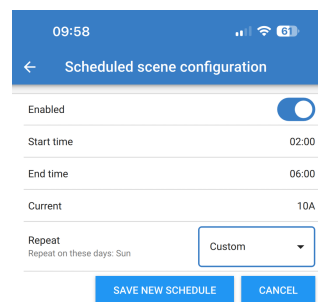 09:58 61
Scheduled scene configuration
Enabled
Start time 02:00
End time 06:00
Current 10A
Repeat
Repeat on these days: Sun
Custom
SAVE NEW SCHEDULE CANCEL